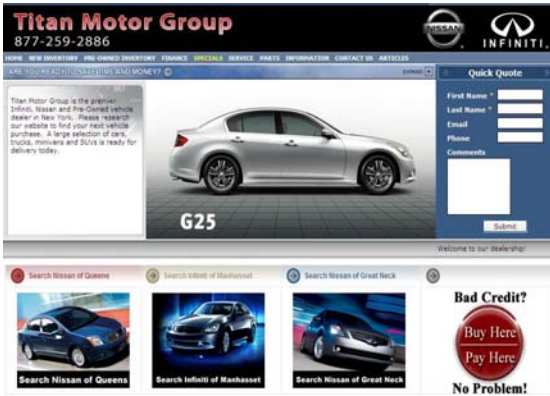 Titan Motor Group
877-259-2886
NISSAN
INFINITI.
HOME NEW INVENTORY PRE-OWNED INVENTORY FINANCE SPECIALS SERVICE PARTS INFORMATION CONTACT US ARTICLES
ARE YOU READY TO SAVE TIME AND MONEY?
EXPAND
Quick Quote
Titan Motor Group is the premier
Infiniti, Nissan and Pre-Owned vehicle
dealer in New York. Please research
our website to find your next vehicle
purchase. A large selection of cars,
trucks, minivans and SUVs is ready for
delivery today.
G25
First Name *
Last Name *
Email
Phone
Comments
Submit
Welcome to our dealership!
Search Nissan of Queens
Search Infiniti of Manhasset
Search Nissan of Great Neck
Search Nissan of Queens
Search Infiniti of Manhasset
Search Nissan of Great Neck
Bad Credit?
Buy Here
Pay Here
No Problem!